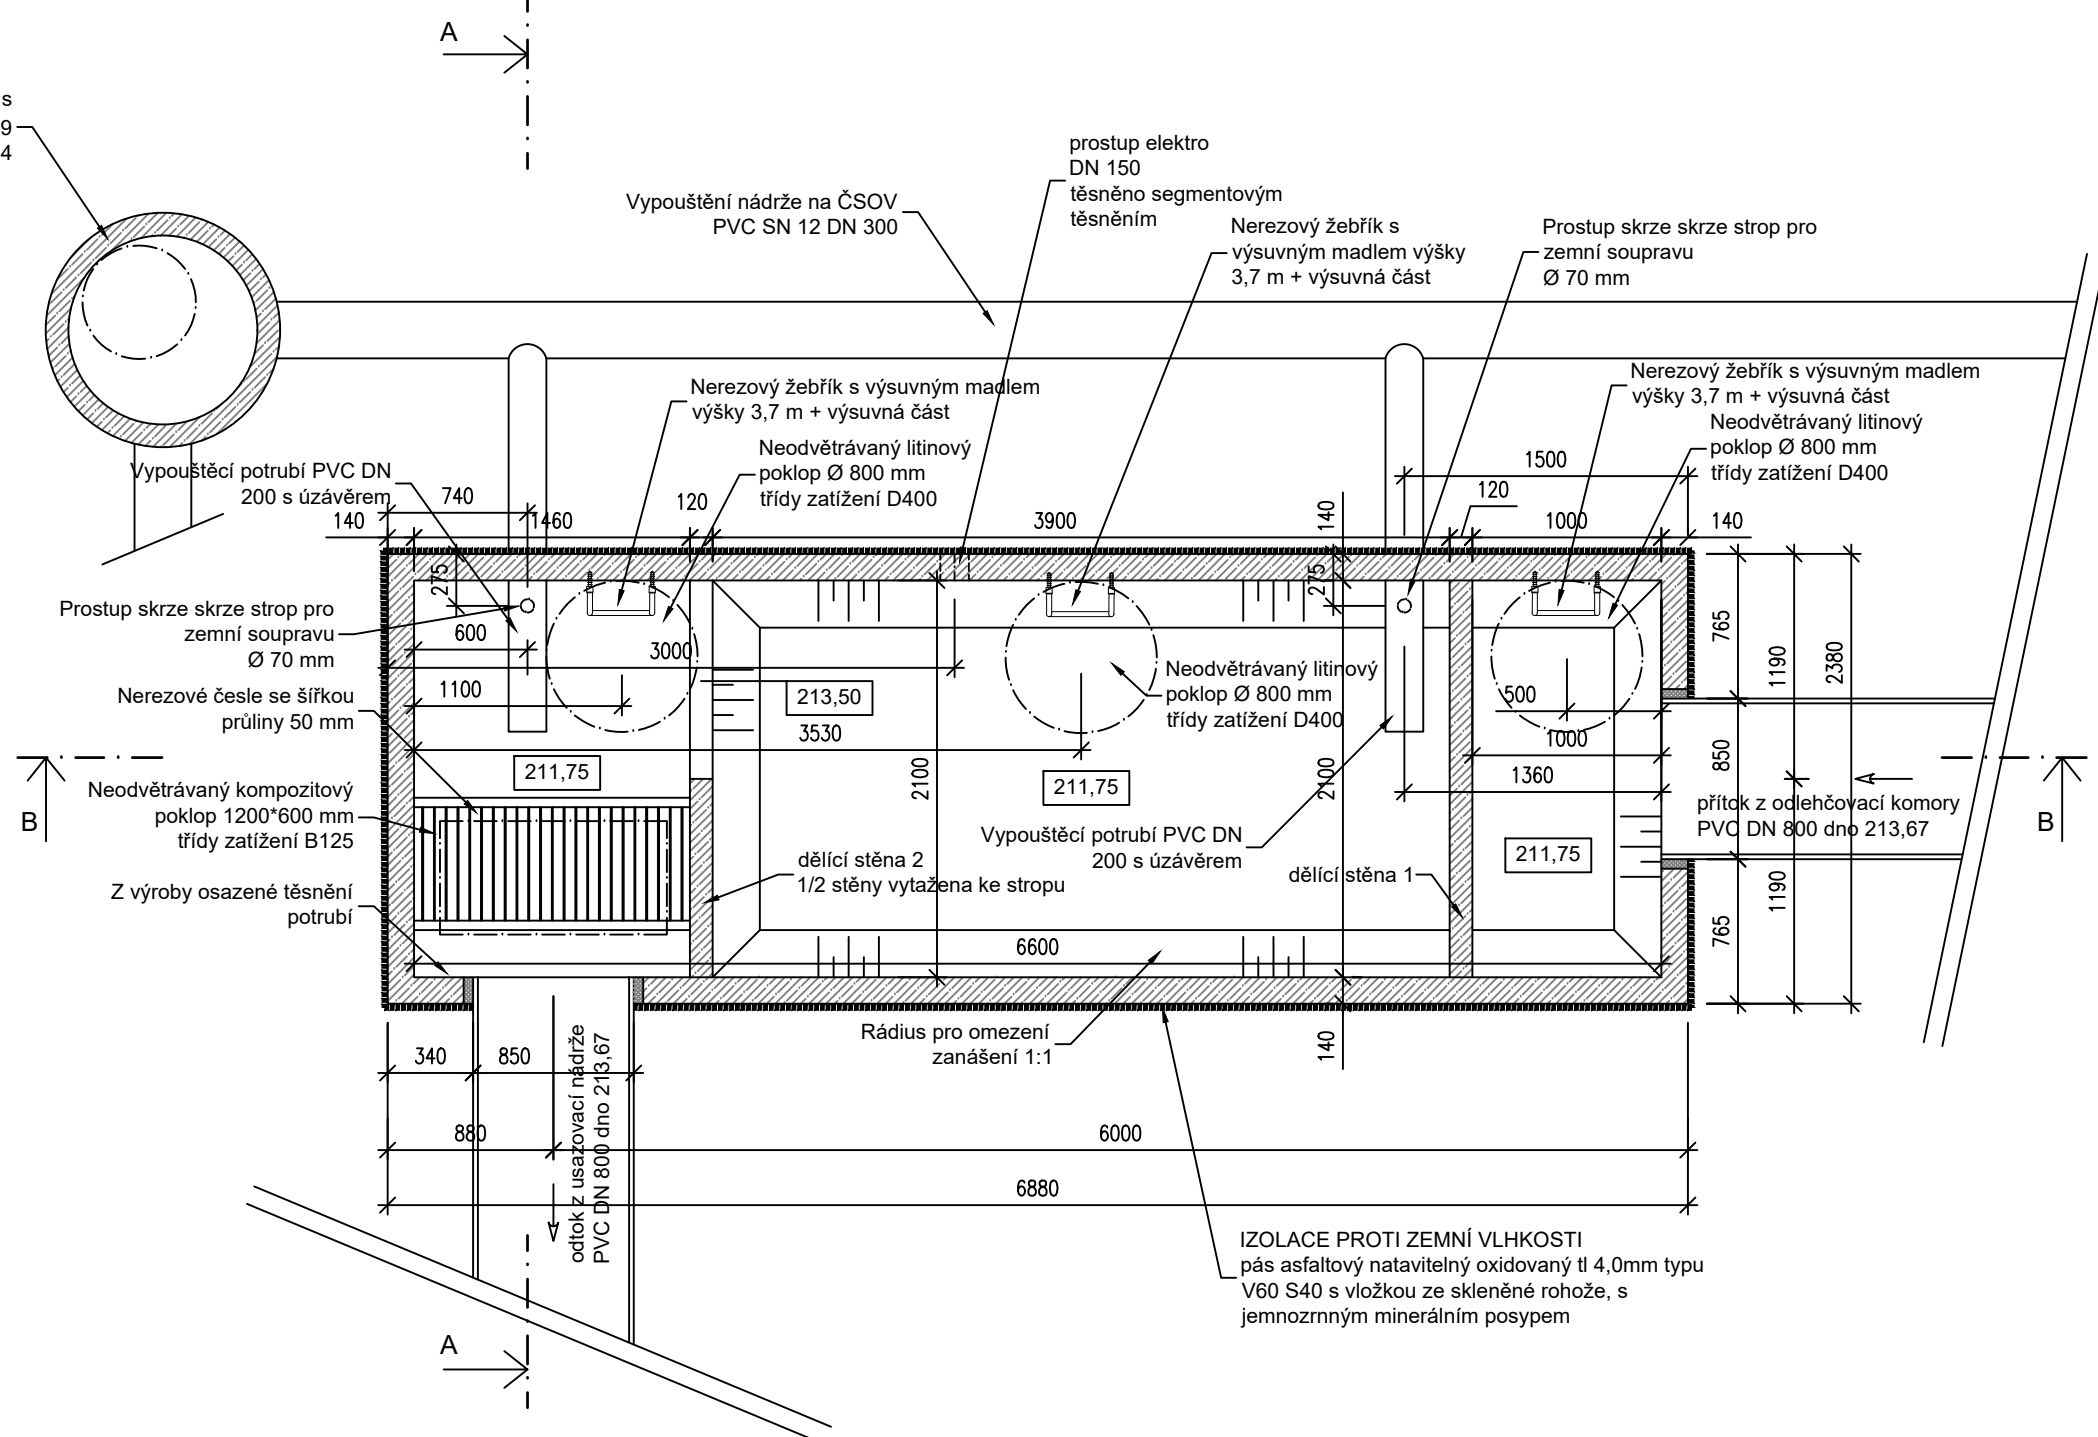 A
s
9
4
prostup elektro
DN 150
těsněno segmentovým
těsněním
Vypouštění nádrže na ČSOV
PVC SN 12 DN 300
Nerezový žebřík s
výsuvným madlem výšky
3,7 m + výsuvná část
Prostup skrze skrze strop pro
zemní soupravu
Ø 70 mm
Nerezový žebřík s výsuvným madlem
výšky 3,7 m + výsuvná část
Nerezový žebřík s výsuvným madlem
výšky 3,7 m + výsuvná část
Neodvětrávaný litinový
poklop Ø 800 mm
třídy zatížení D400
Neodvětrávaný litinový
poklop Ø 800 mm
třídy zatížení D400
Vypouštěcí potrubí PVC DN
200 s úzávěrem
740
120
1500
120
140
1460
3900
140
1000
140
275
275
Prostup skrze skrze strop pro
zemní soupravu
Ø 70 mm
600
3000
765
1190
2380
Nerezové česle se šířkou
průliny 50 mm
1100
213,50
Neodvětrávaný litinový
poklop Ø 800 mm
třídy zatížení D400
500
3530
1000
850
211,75
2100
211,75
2100
1360
Neodvětrávaný kompozitový
poklop 1200*600 mm
třídy zatížení B125
B
přítok z odlehčovací komory
PVC DN 800 dno 213,67
B
Vypouštěcí potrubí PVC DN
200 s úzávěrem
211,75
dělící stěna 2
1/2 stěny vytažena ke stropu
dělící stěna 1
Z výroby osazené těsnění
potrubí
1190
765
6600
Rádius pro omezení
zanášení 1:1
140
340
850
odtok z usazovací nádrže
PVC DN 800 dno 213,67
880
6000
6880
IZOLACE PROTI ZEMNÍ VLHKOSTI
pás asfaltový natavitelný oxidovaný tl 4,0mm typu
V60 S40 s vložkou ze skleněné rohože, s
jemnozrnným minerálním posypem
A